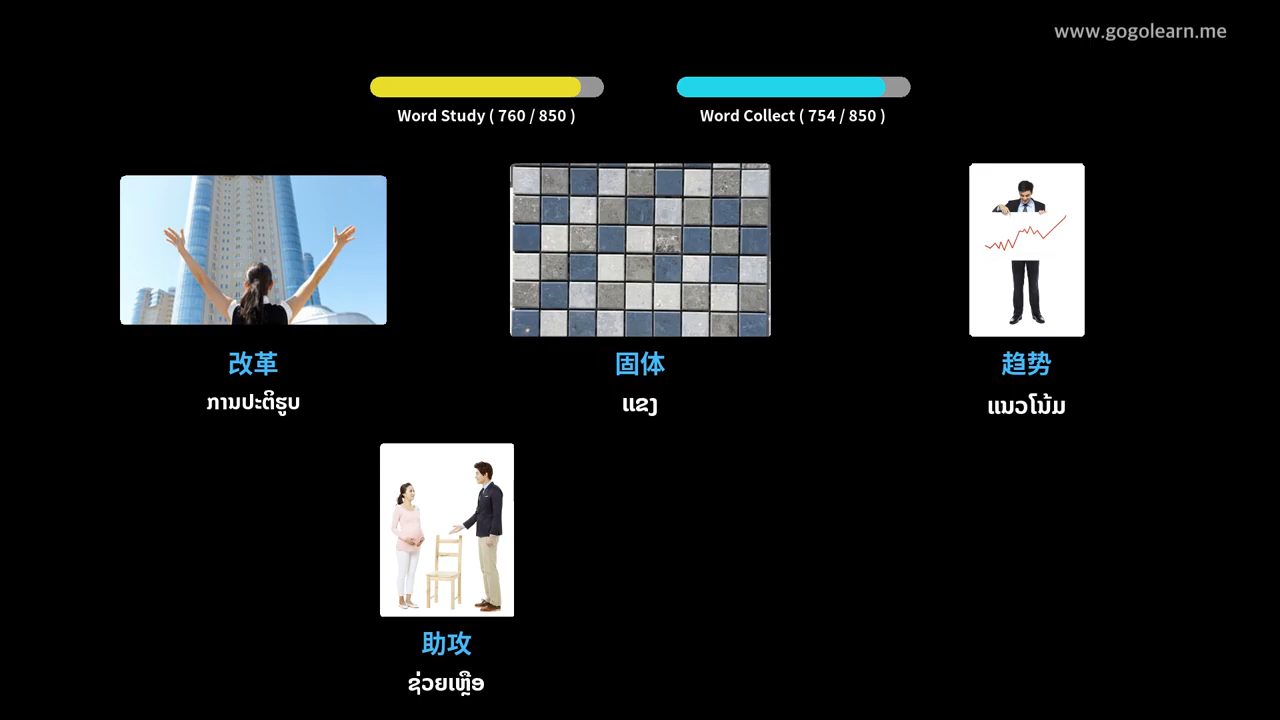 www.gogolearn.me
Word Study ( 760 / 850 )
Word Collect ( 754 / 850 )
改革
ການປະຕິຮູບ
固体
ແຂງ
趋势
ແນວໂນ້ມ
助攻
ຊ່ວຍເຫຼືອ